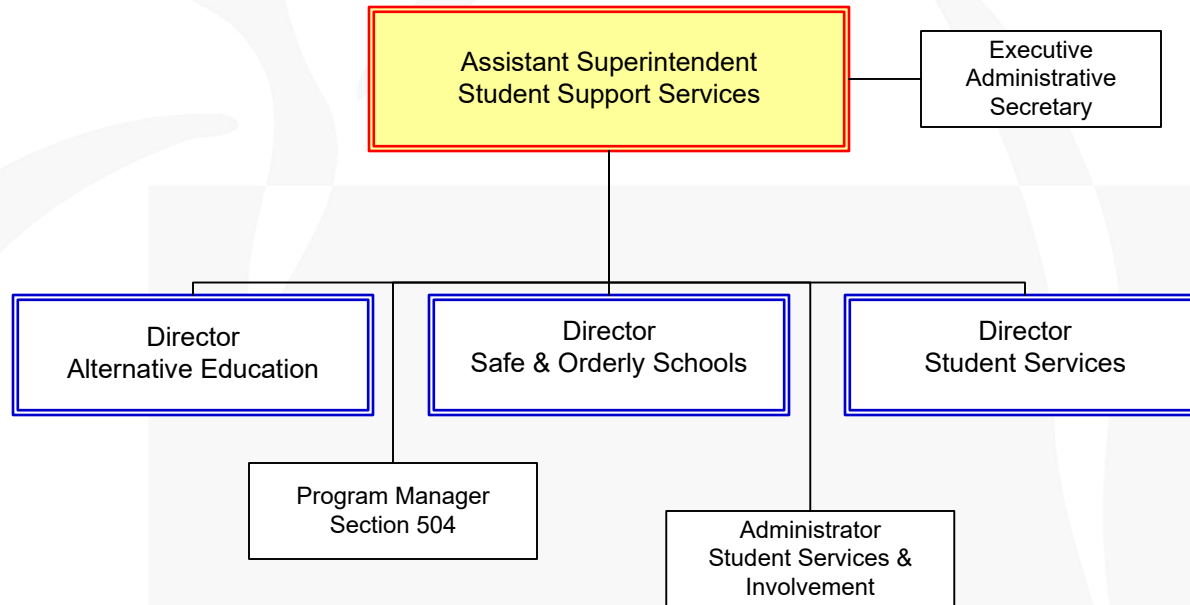 Assistant Superintendent
Student Support Services
Executive
Administrative
Secretary
Director
Alternative Education
Director
Safe & Orderly Schools
Director
Student Services
Program Manager
Section 504
Administrator
Student Services &
Involvement